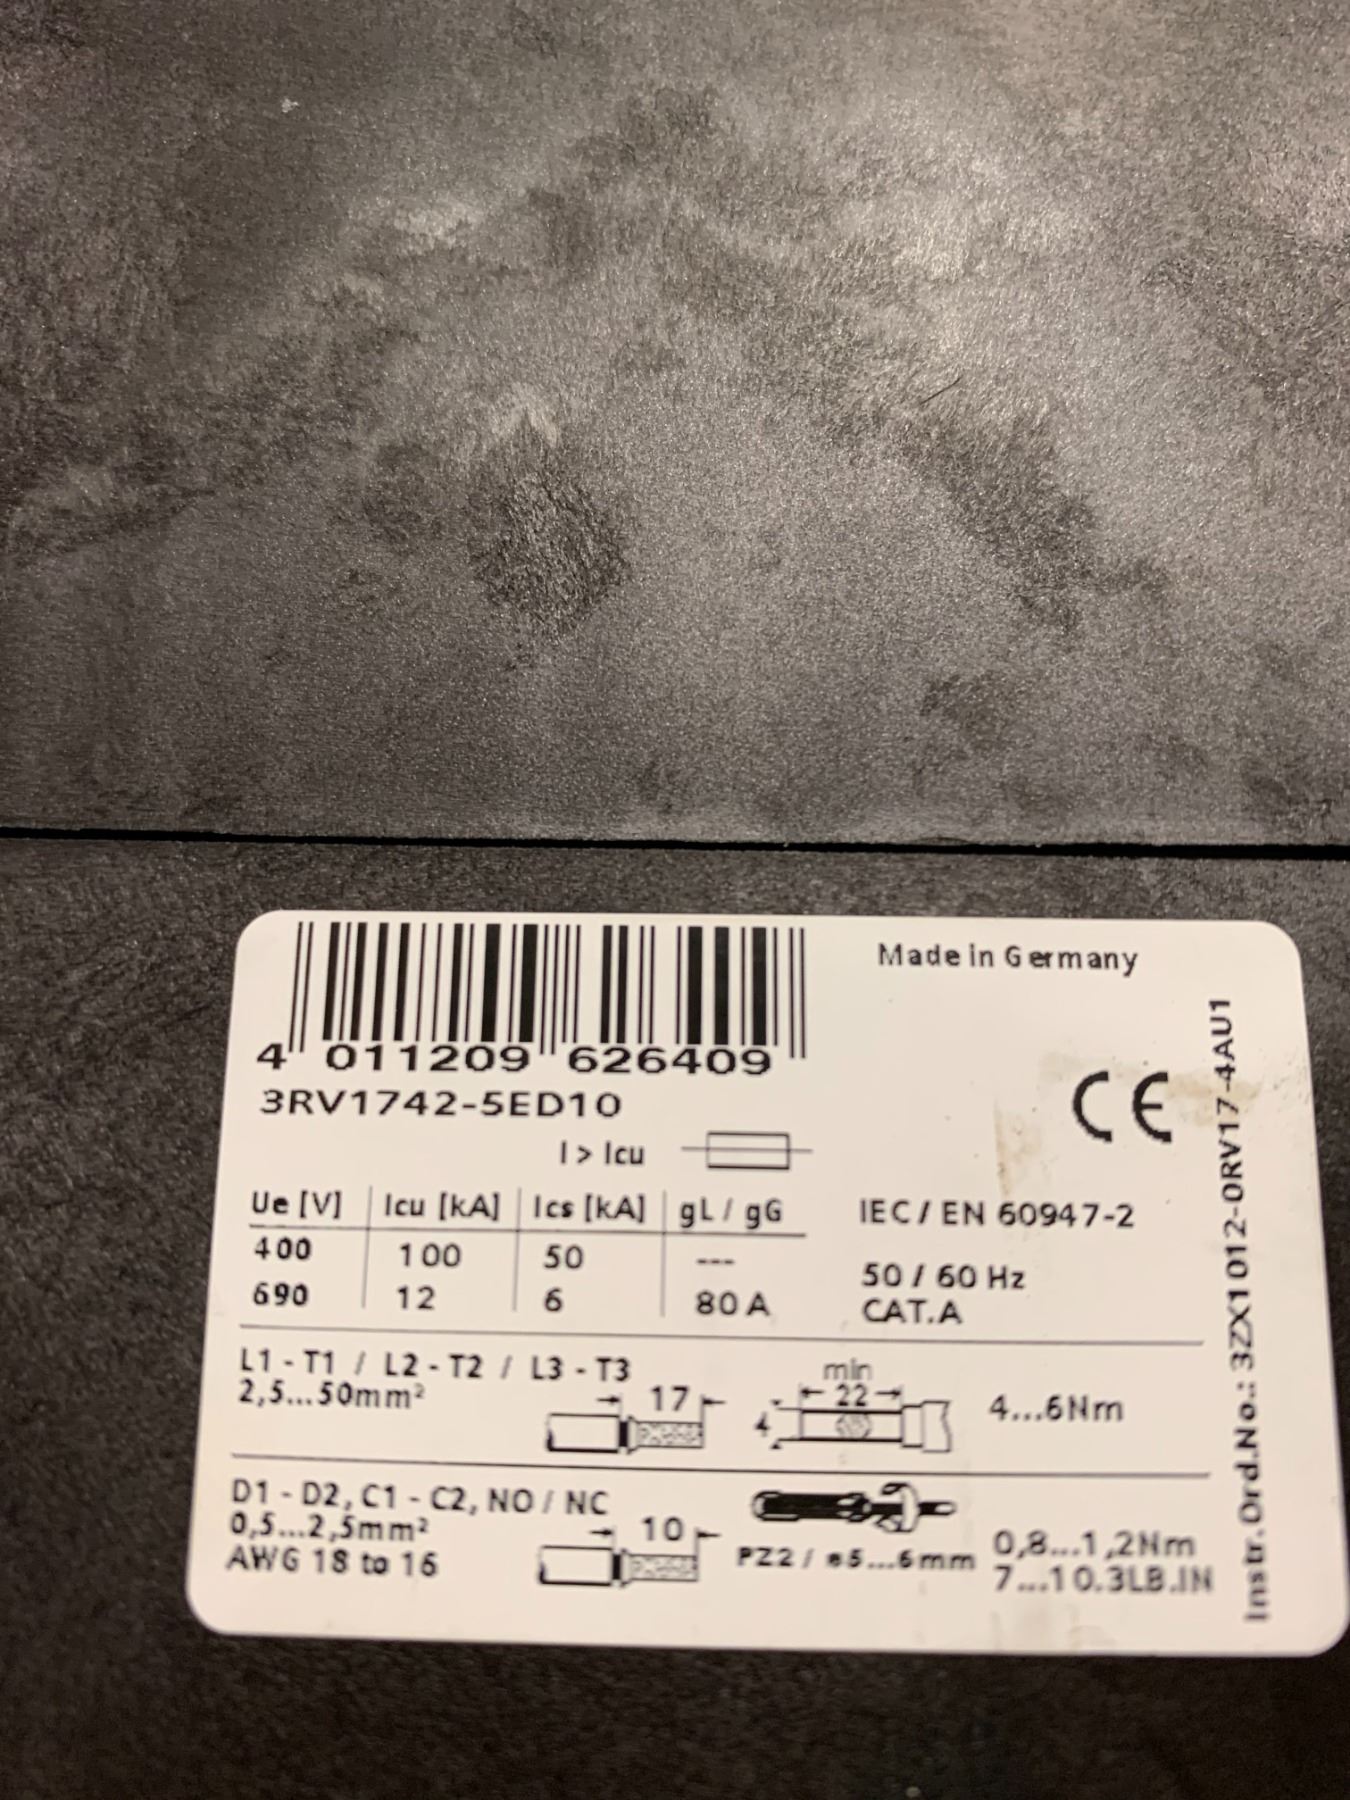 4 011209 626409
Made in Germany
3RV1742-5ED10
CE
I > Icu
Ue [V] Icu [kA] Ics [kA] gL / gG
400 100 50 ---
690 12 6 80 A
IEC / EN 60947-2
50 / 60 Hz
CAT.A
L1 - T1 / L2 - T2 / L3 - T3
2,5...50mm²
17
min
22
4
4...6Nm
D1 - D2, C1 - C2, NO / NC
0,5...2,5mm²
AWG 18 to 16
10
PZ2 / ø5...6mm
0,8...1,2Nm
7...10.3LB.IN
Instr.Ord.No.: 3ZX1012-0RV17-4AU1